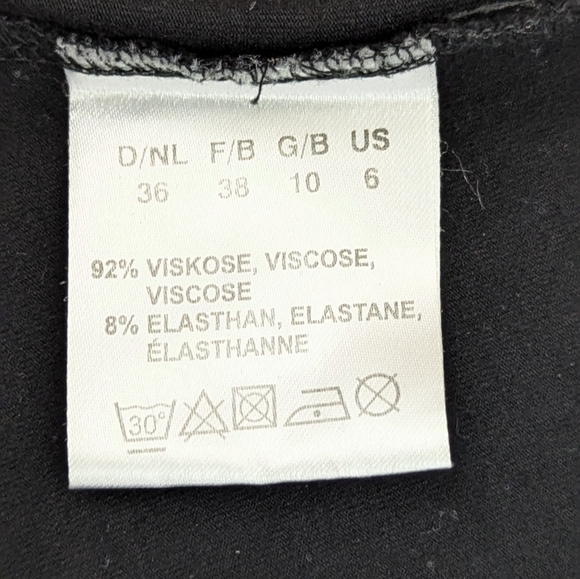 D/NL F/B G/B US
36 38 10 6
92% VISKOSE, VISCOSE,
VISCOSE
8% ELASTHAN, ELASTANE,
ÉLASTHANNE
30°